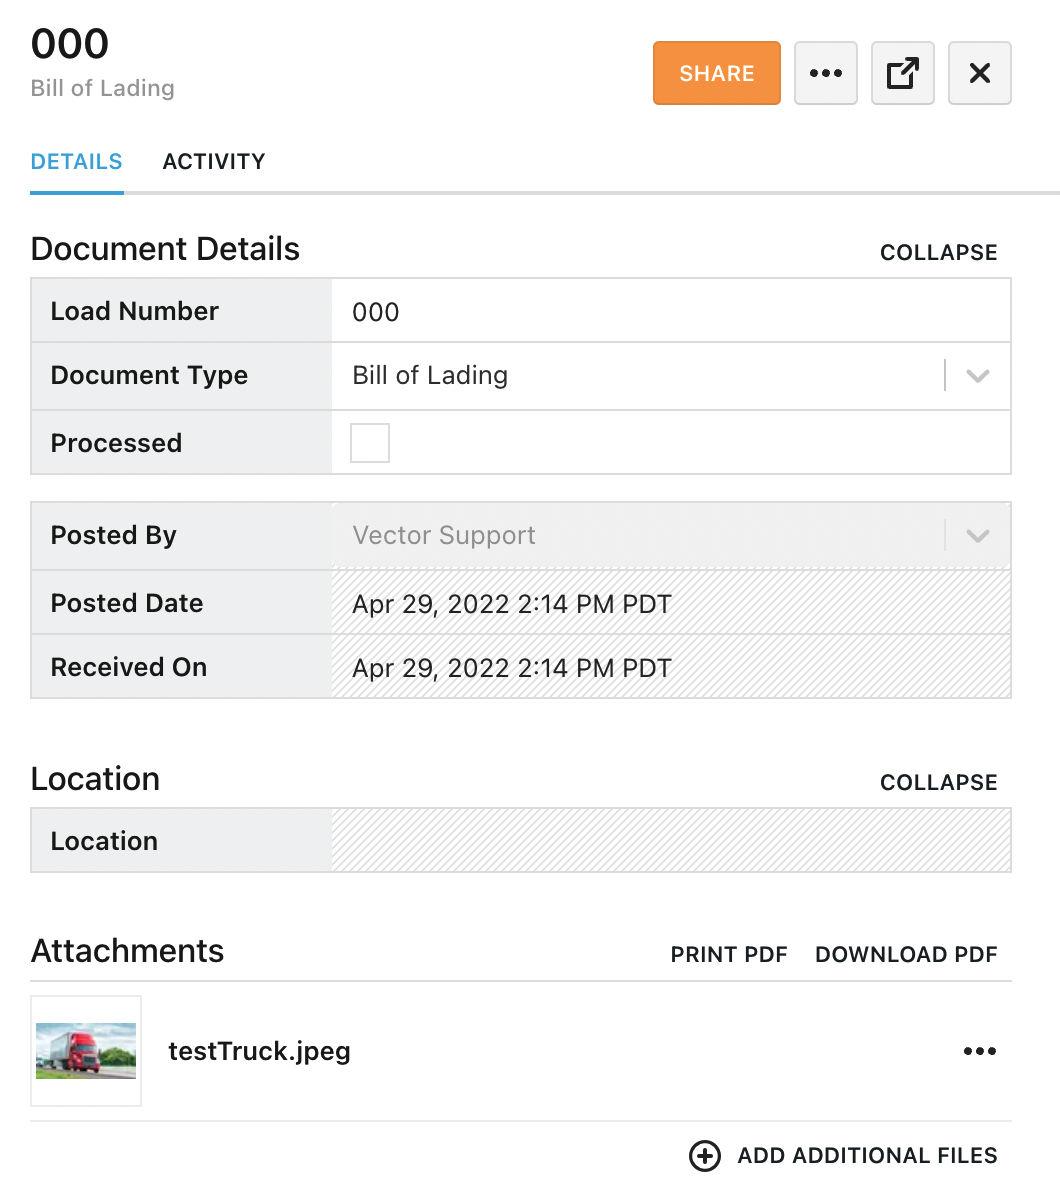 000
Bill of Lading
SHARE
DETAILS ACTIVITY
Document Details COLLAPSE
Load Number 000
Document Type Bill of Lading
Processed
Posted By Vector Support
Posted Date Apr 29, 2022 2:14 PM PDT
Received On Apr 29, 2022 2:14 PM PDT
Location COLLAPSE
Location
Attachments PRINT PDF DOWNLOAD PDF
testTruck.jpeg
ADD ADDITIONAL FILES